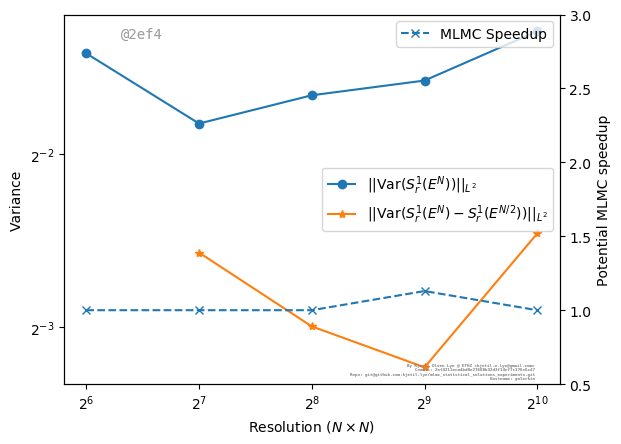 @2ef4
MLMC Speedup
||Var(S_r^1(E^N))||_{L^2}
||Var(S_r^1(E^N) − S_r^1(E^{N/2}))||_{L^2}
Variance
2^{-2}
2^{-3}
Potential MLMC speedup
3.0
2.5
2.0
1.5
1.0
0.5
2^6
2^7
2^8
2^9
2^{10}
Resolution (N × N)